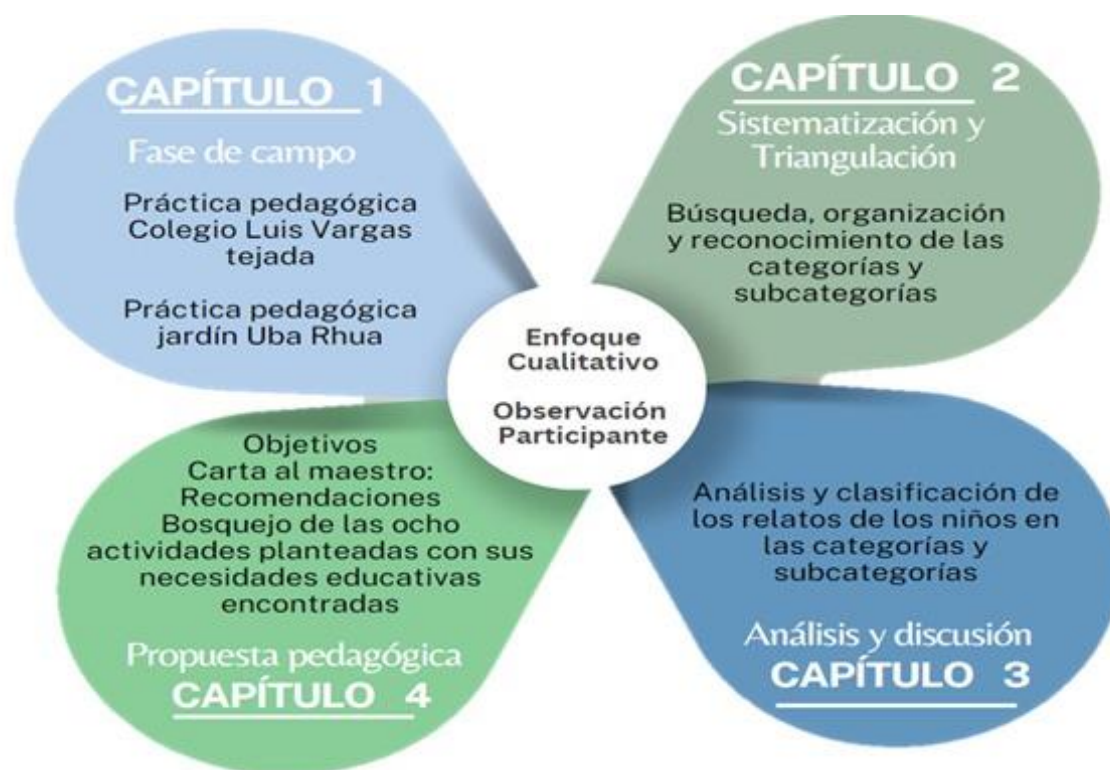 CAPÍTULO 1
Fase de campo
Práctica pedagógica
Colegio Luis Vargas
tejada
Práctica pedagógica
jardín Uba Rhua
CAPÍTULO 2
Sistematización y
Triangulación
Búsqueda, organización
y reconocimiento de las
categorías y
subcategorías
Enfoque
Cualitativo
Observación
Participante
Análisis y clasificación de
los relatos de los niños en
las categorías y
subcategorías
Análisis y discusión
CAPÍTULO 3
Objetivos
Carta al maestro:
Recomendaciones
Bosquejo de las ocho
actividades planteadas con sus
necesidades educativas
encontradas
Propuesta pedagógica
CAPÍTULO 4